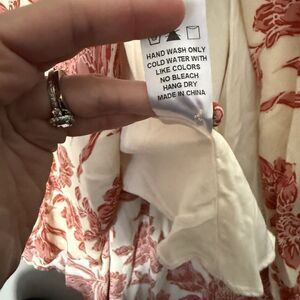 HAND WASH ONLY
COLD WATER WITH
LIKE COLORS
NO BLEACH
HANG DRY
MADE IN CHINA